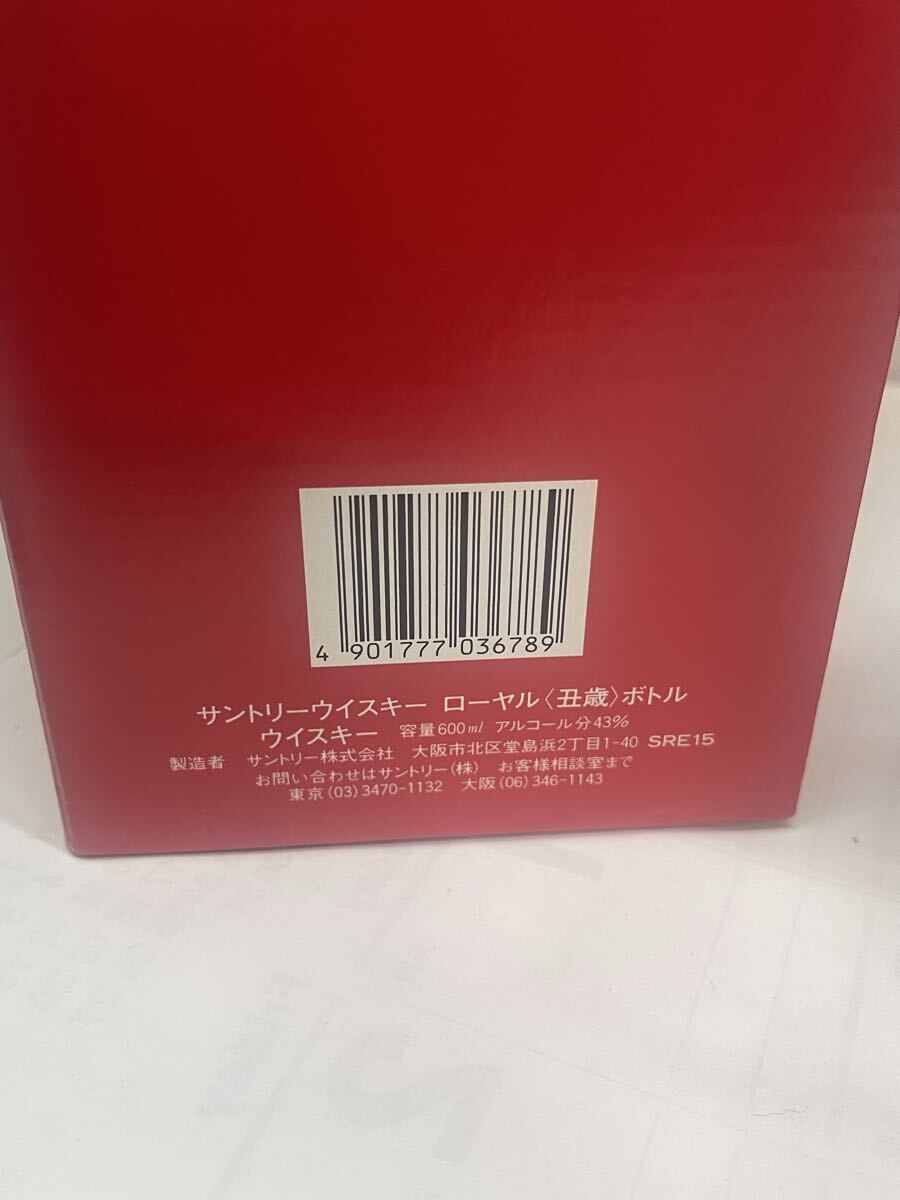 4 901777 036789
サントリーウイスキー ローヤル〈丑歳〉ボトル
ウイスキー 容量600ml アルコール分43%
製造者 サントリー株式会社 大阪市北区堂島浜2丁目1-40 SRE15
お問い合わせはサントリー(株) お客様相談室まで
東京(03)3470-1132 大阪(06)346-1143